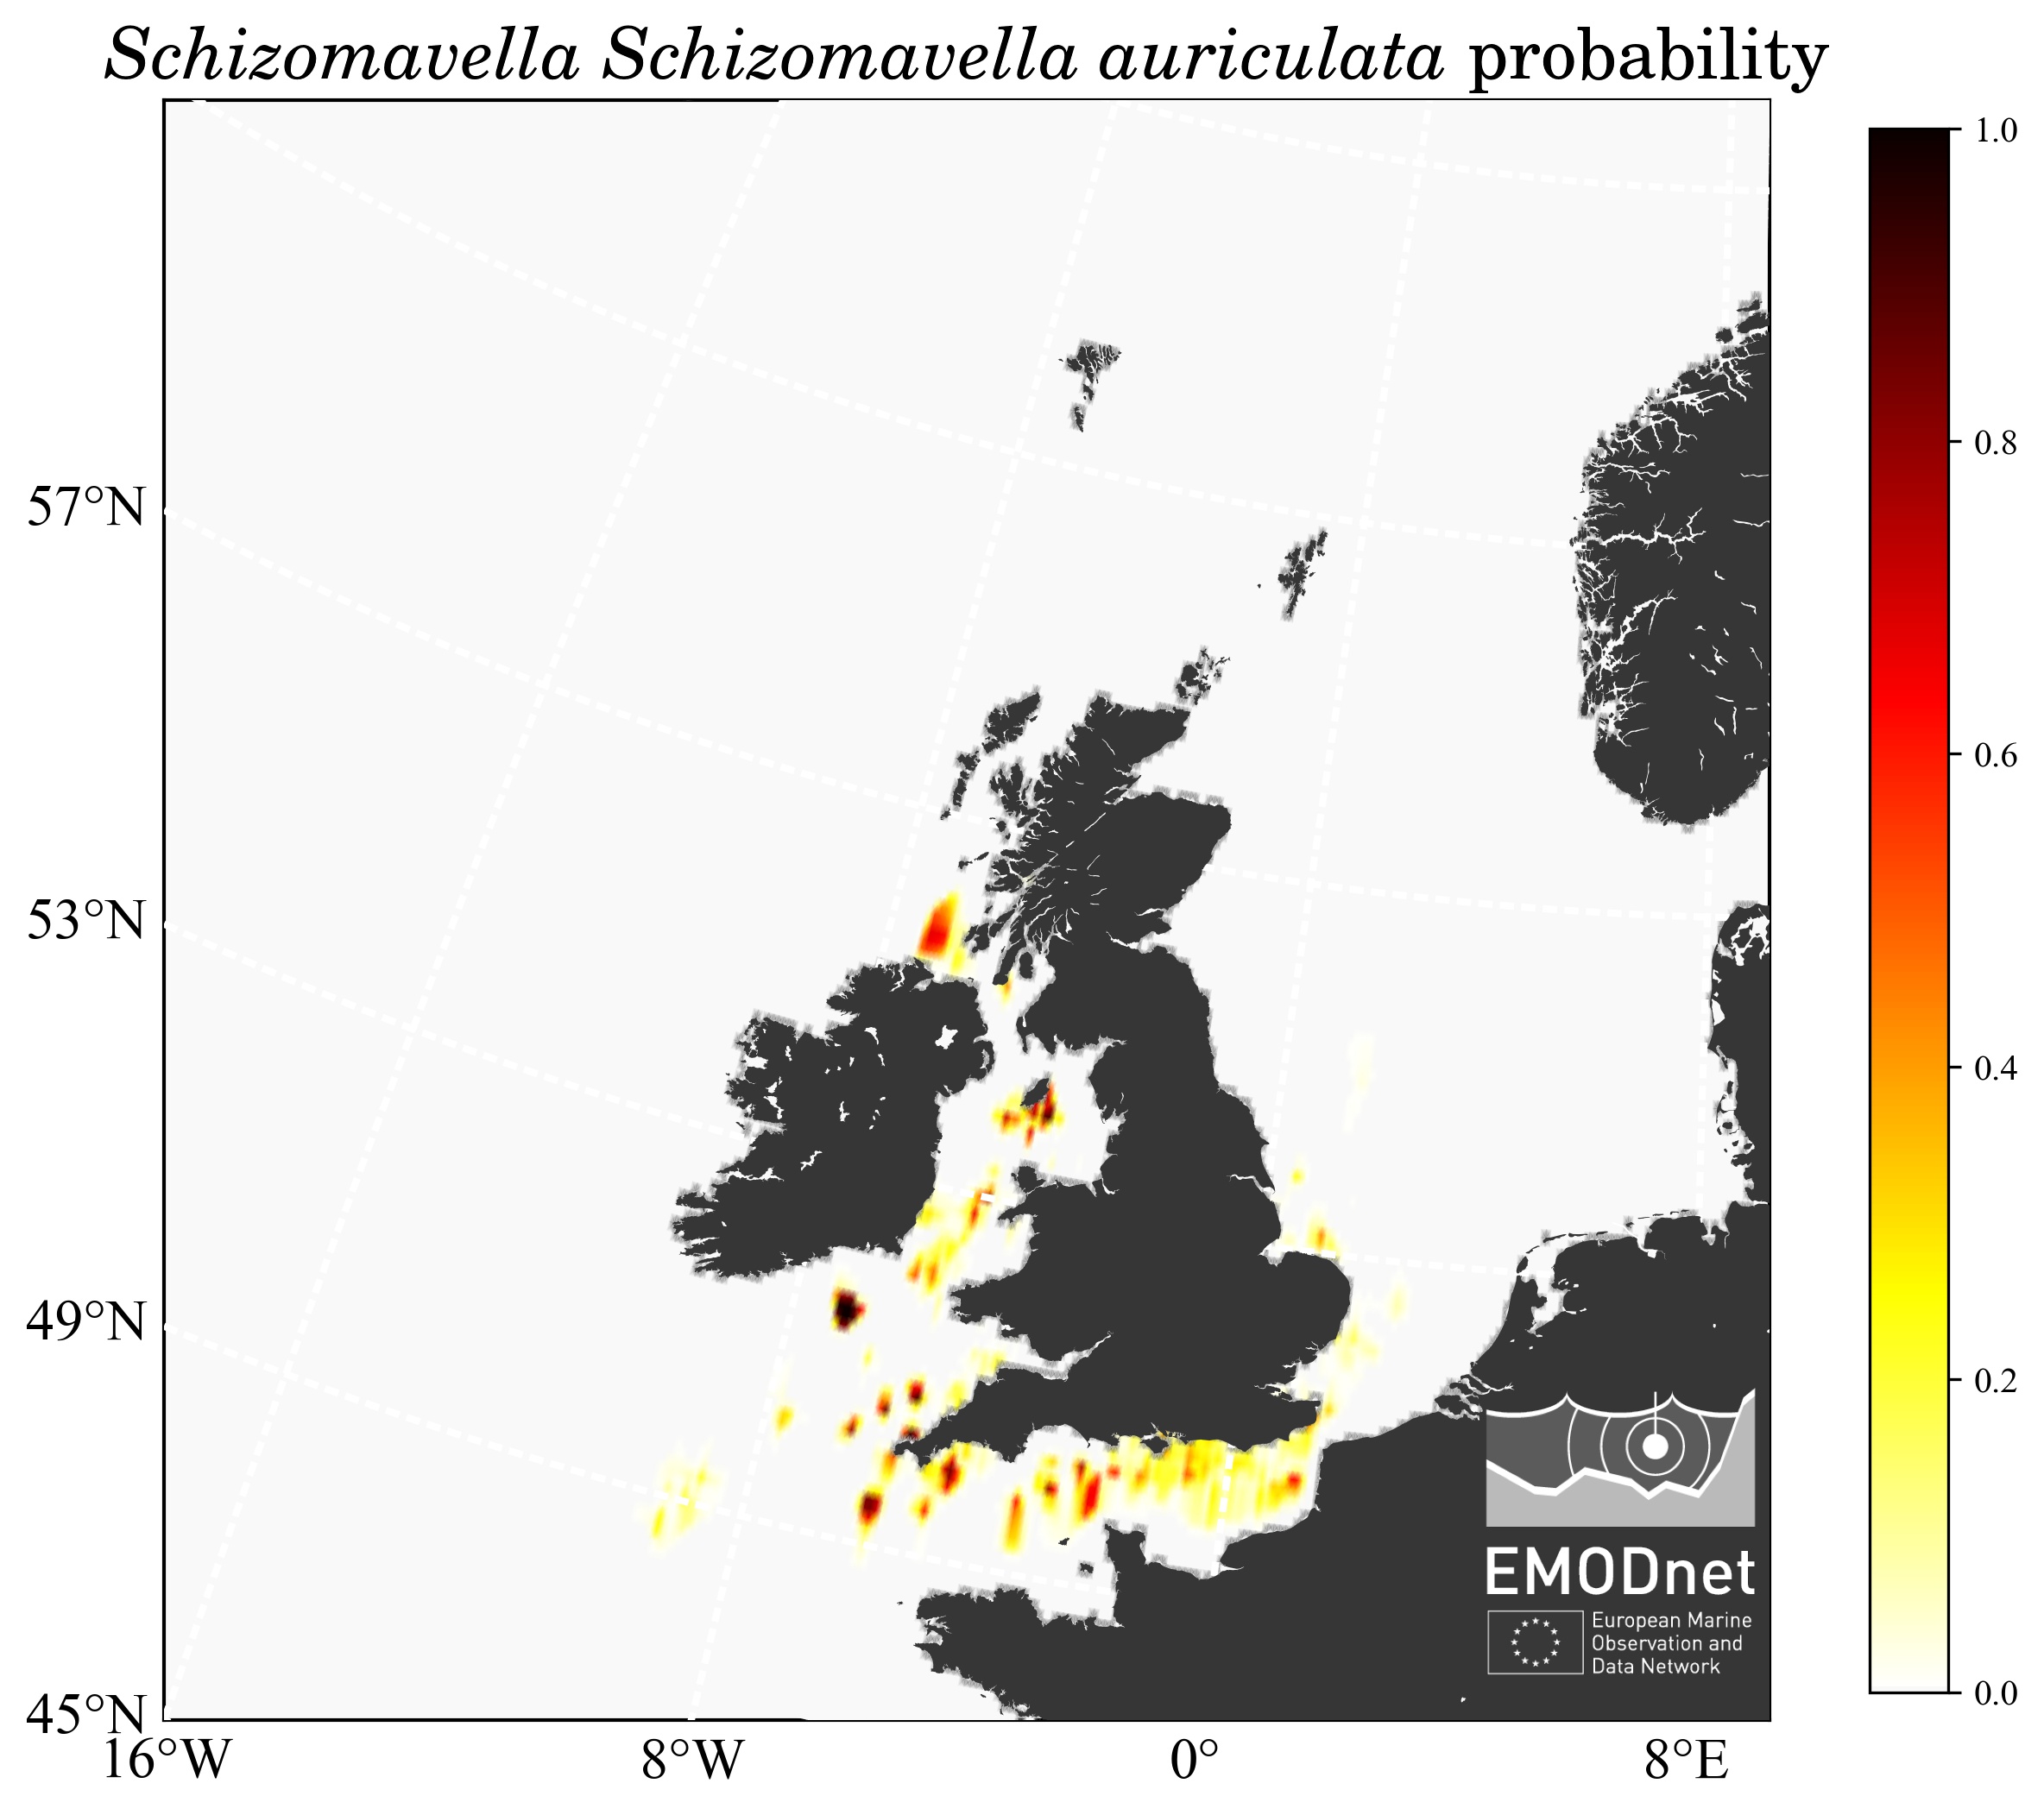 Schizomavella Schizomavella auriculata probability
1.0
0.8
0.6
0.4
0.2
0.0
57°N
53°N
49°N
45°N
16°W
8°W
0°
8°E
EMODnet
European Marine
Observation and
Data Network